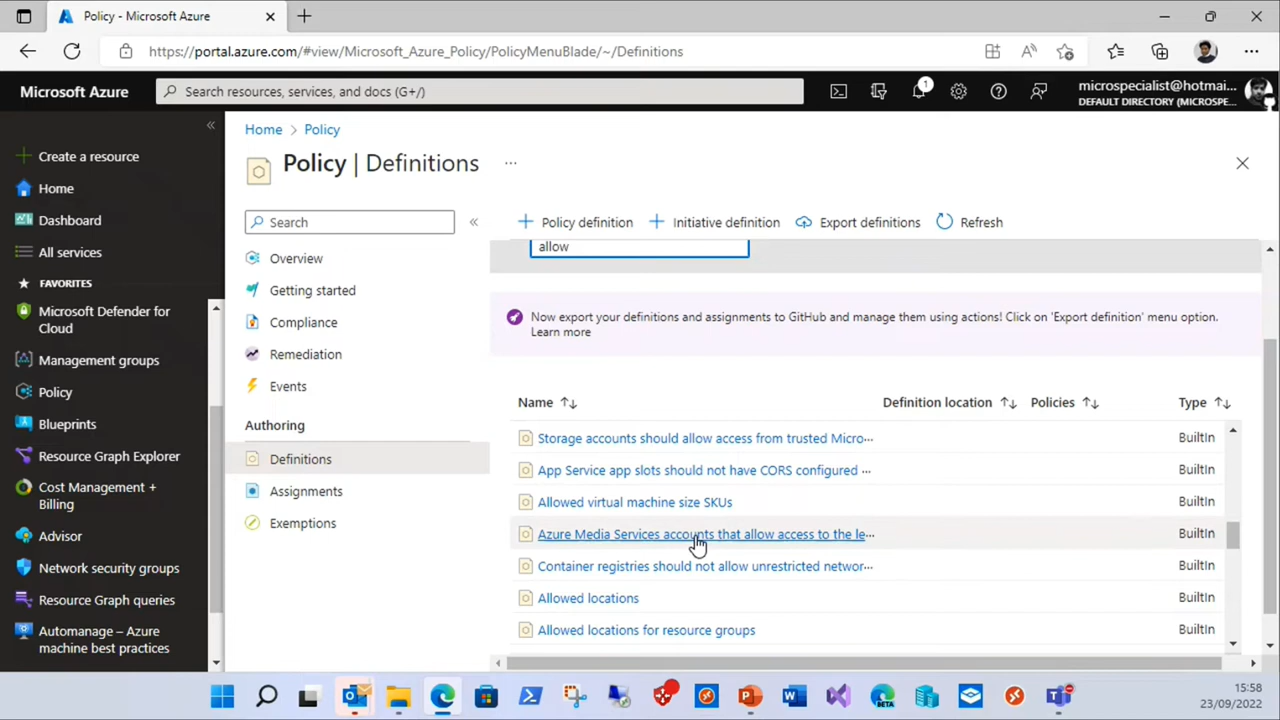 Policy - Microsoft Azure
https://portal.azure.com/#view/Microsoft_Azure_Policy/PolicyMenuBlade/~/Definitions
Microsoft Azure
Search resources, services, and docs (G+/)
1
microspecialist@hotmai...
DEFAULT DIRECTORY (MICROSPE...
Create a resource
Home
Dashboard
All services
FAVORITES
Microsoft Defender for
Cloud
Management groups
Policy
Blueprints
Resource Graph Explorer
Cost Management +
Billing
Advisor
Network security groups
Resource Graph queries
Automanage – Azure
machine best practices
Home > Policy
Policy | Definitions
Search
Overview
Getting started
Compliance
Remediation
Events
Authoring
Definitions
Assignments
Exemptions
Policy definition
Initiative definition
Export definitions
Refresh
allow
Now export your definitions and assignments to GitHub and manage them using actions! Click on 'Export definition' menu option.
Learn more
Name Definition location Policies Type
Storage accounts should allow access from trusted Micro... BuiltIn
App Service app slots should not have CORS configured ... BuiltIn
Allowed virtual machine size SKUs BuiltIn
Azure Media Services accounts that allow access to the le... BuiltIn
Container registries should not allow unrestricted networ... BuiltIn
Allowed locations BuiltIn
Allowed locations for resource groups BuiltIn
BETA
15:58
23/09/2022